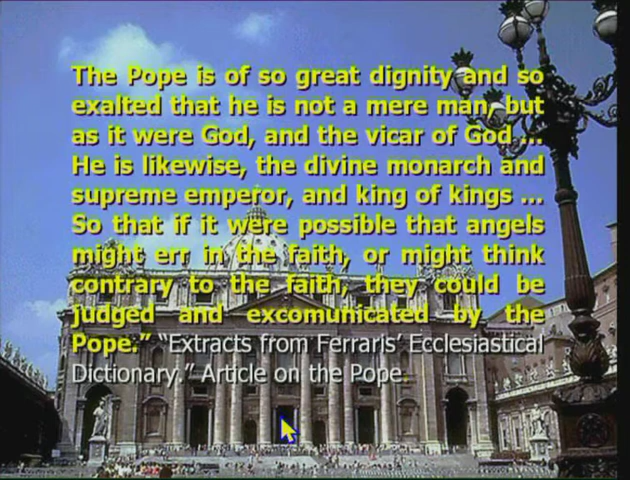 The Pope is of so great dignity and so
exalted that he is not a mere man, but
as it were God, and the vicar of God ...
He is likewise, the divine monarch and
supreme emperor, and king of kings ...
So that if it were possible that angels
might err in the faith, or might think
contrary to the faith, they could be
judged and excomunicated by the
Pope.” “Extracts from Ferraris’ Ecclesiastical
Dictionary.” Article on the Pope.